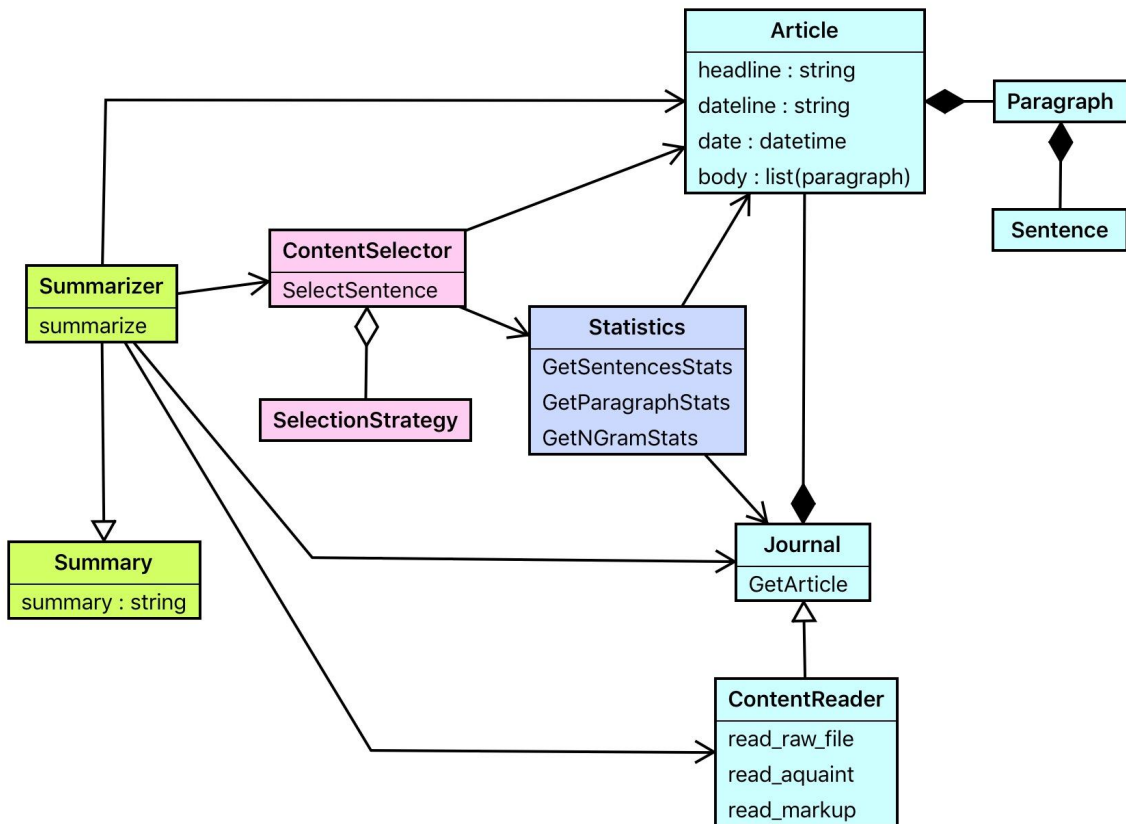 Article
headline : string
dateline : string
date : datetime
body : list(paragraph)
Paragraph
Sentence
ContentSelector
SelectSentence
Summarizer
summarize
Statistics
GetSentencesStats
GetParagraphStats
GetNGramStats
SelectionStrategy
Summary
summary : string
Journal
GetArticle
ContentReader
read_raw_file
read_aquaint
read_markup